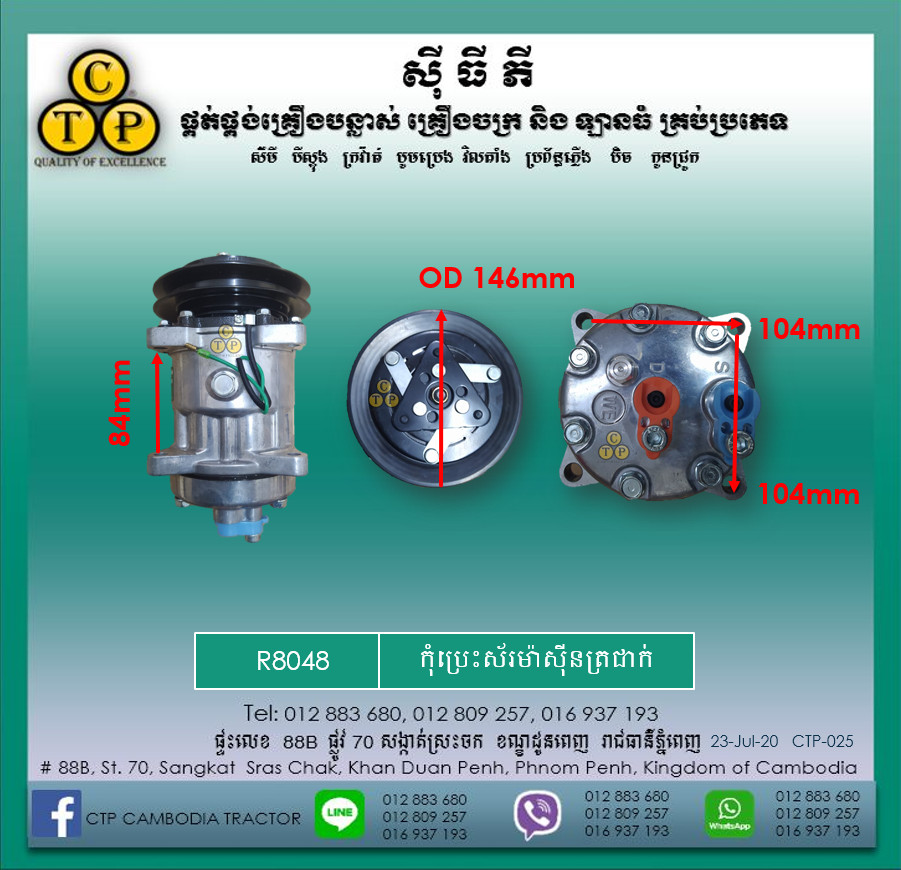 C
T P
QUALITY OF EXCELLENCE
ស៊ី ធី ភី
ផ្គត់ផ្គង់គ្រឿងបន្លាស់ គ្រឿងចក្រ និង ឡានធំ គ្រប់ប្រភេទ
ស៊ីមី បីស្តុង ក្រវ៉ាត់ បូមប្រេង វិលតាំង ប្រព័ន្ធភ្លើង ប៊ិច កូនជ្រូក
OD 146mm
104mm
84mm
104mm
C
T P
C
T P
D
S
WE
C
T P
R8048
កុំប្រេះស័រម៉ាស៊ីនត្រជាក់
Tel: 012 883 680, 012 809 257, 016 937 193
ផ្ទះលេខ 88B ផ្លូវ 70 សង្កាត់ស្រះចក ខណ្ឌដូនពេញ រាជធានីភ្នំពេញ 23-Jul-20 CTP-025
# 88B, St. 70, Sangkat Sras Chak, Khan Duan Penh, Phnom Penh, Kingdom of Cambodia
CTP CAMBODIA TRACTOR
LINE
012 883 680
012 809 257
016 937 193
012 883 680
012 809 257
016 937 193
WhatsApp
012 883 680
012 809 257
016 937 193